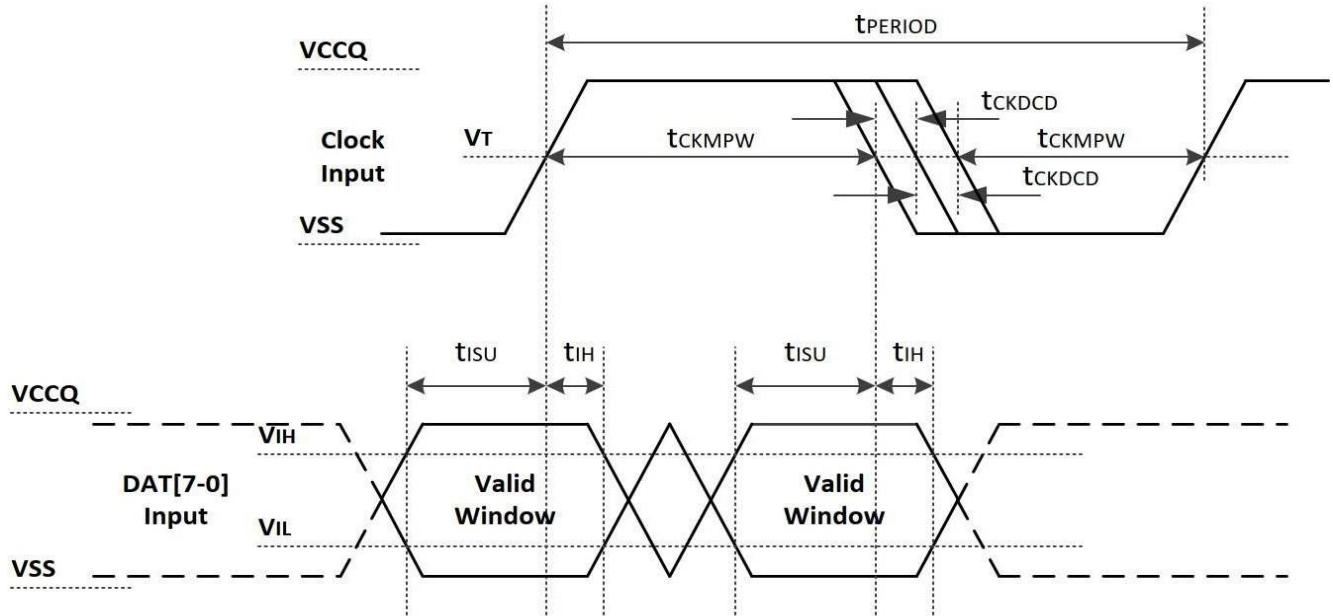 tPERIOD
VCCQ
tCKDCD
Clock
Input
VT
tCKMPW
tCKMPW
tCKDCD
VSS
tISU
tIH
tISU
tIH
VCCQ
VIH
DAT[7-0]
Input
Valid
Window
Valid
Window
VIL
VSS